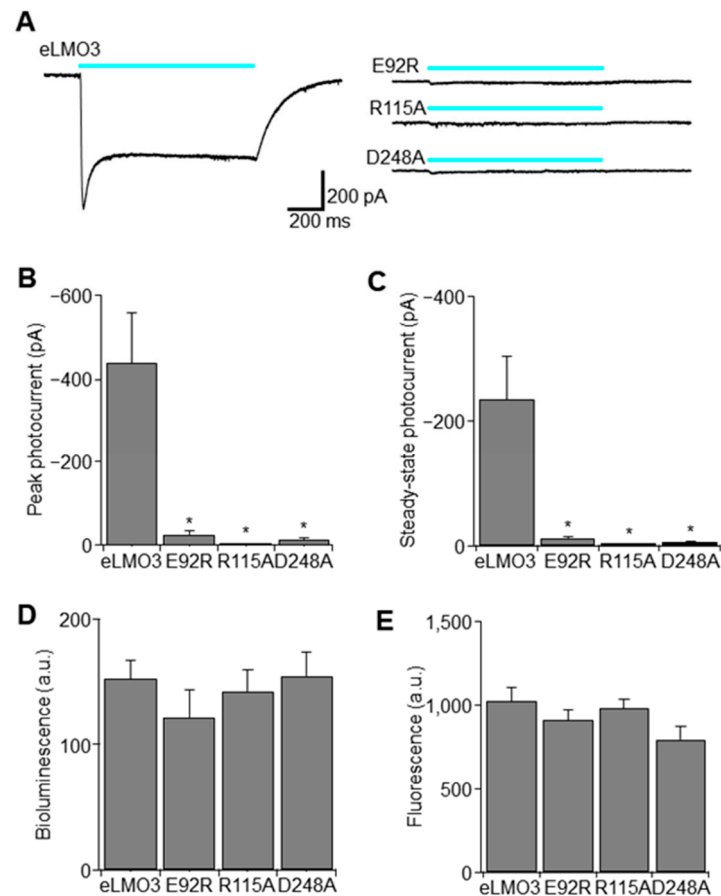 A
eLMO3
E92R
R115A
D248A
200 pA
200 ms
B
Peak photocurrent (pA)
−600
−400
−200
0
*
*
*
eLMO3 E92R R115A D248A
C
Steady-state photocurrent (pA)
−400
−200
0
*
*
*
eLMO3 E92R R115A D248A
D
Bioluminescence (a.u.)
200
100
0
eLMO3 E92R R115A D248A
E
Fluorescence (a.u.)
1,500
1,000
500
0
eLMO3 E92R R115A D248A